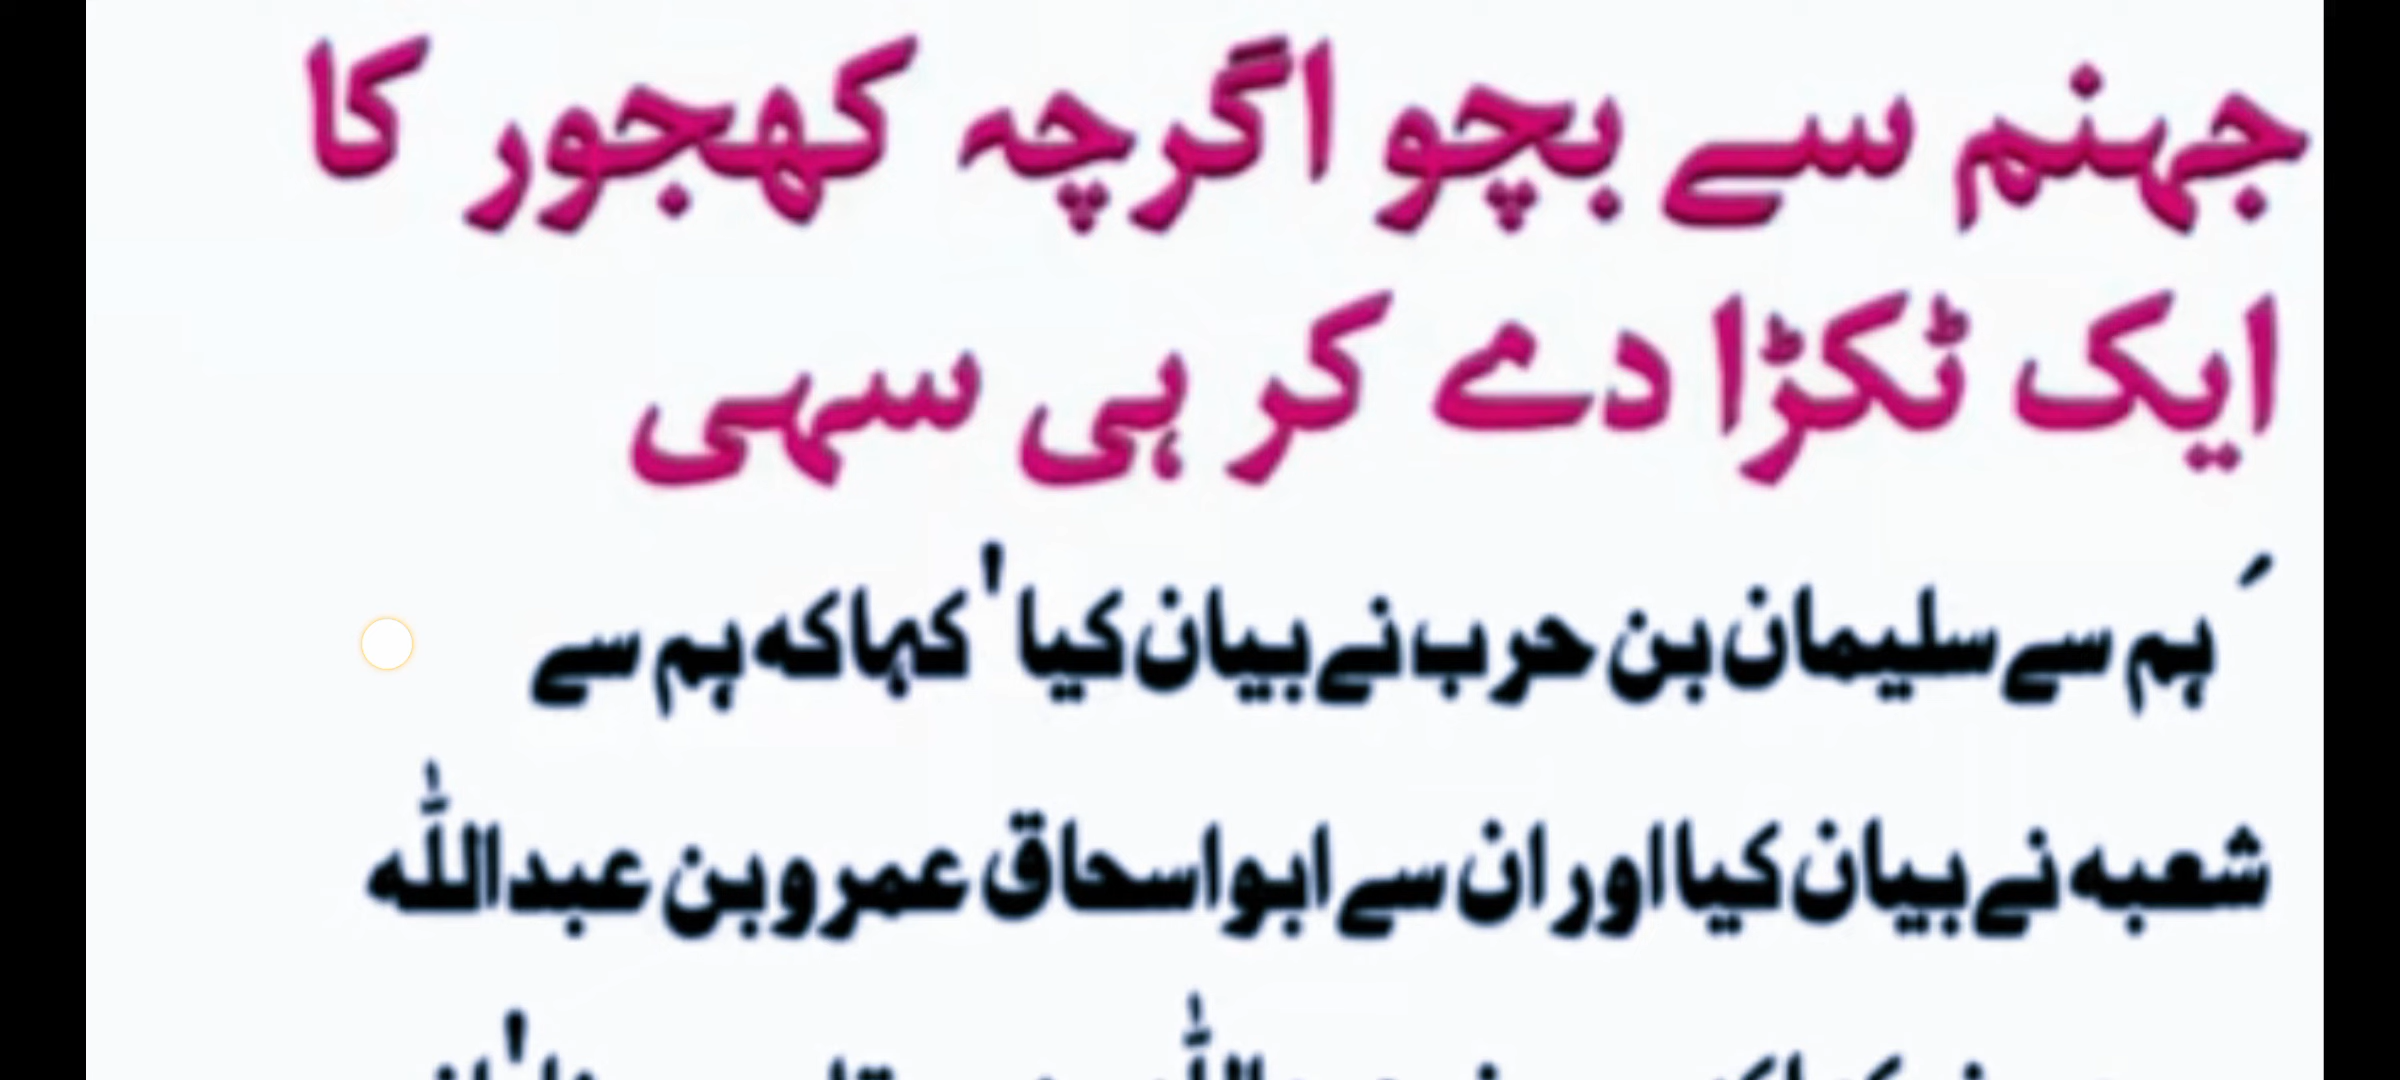 جہنم سے بچو اگرچہ کھجور کا
ایک ٹکڑا دے کر ہی سہی
ہم سے سلیمان بن حرب نے بیان کیا ' کہا کہ ہم سے
شعبہ نے بیان کیا اور ان سے ابو اسحاق عمرو بن عبداللّٰہ